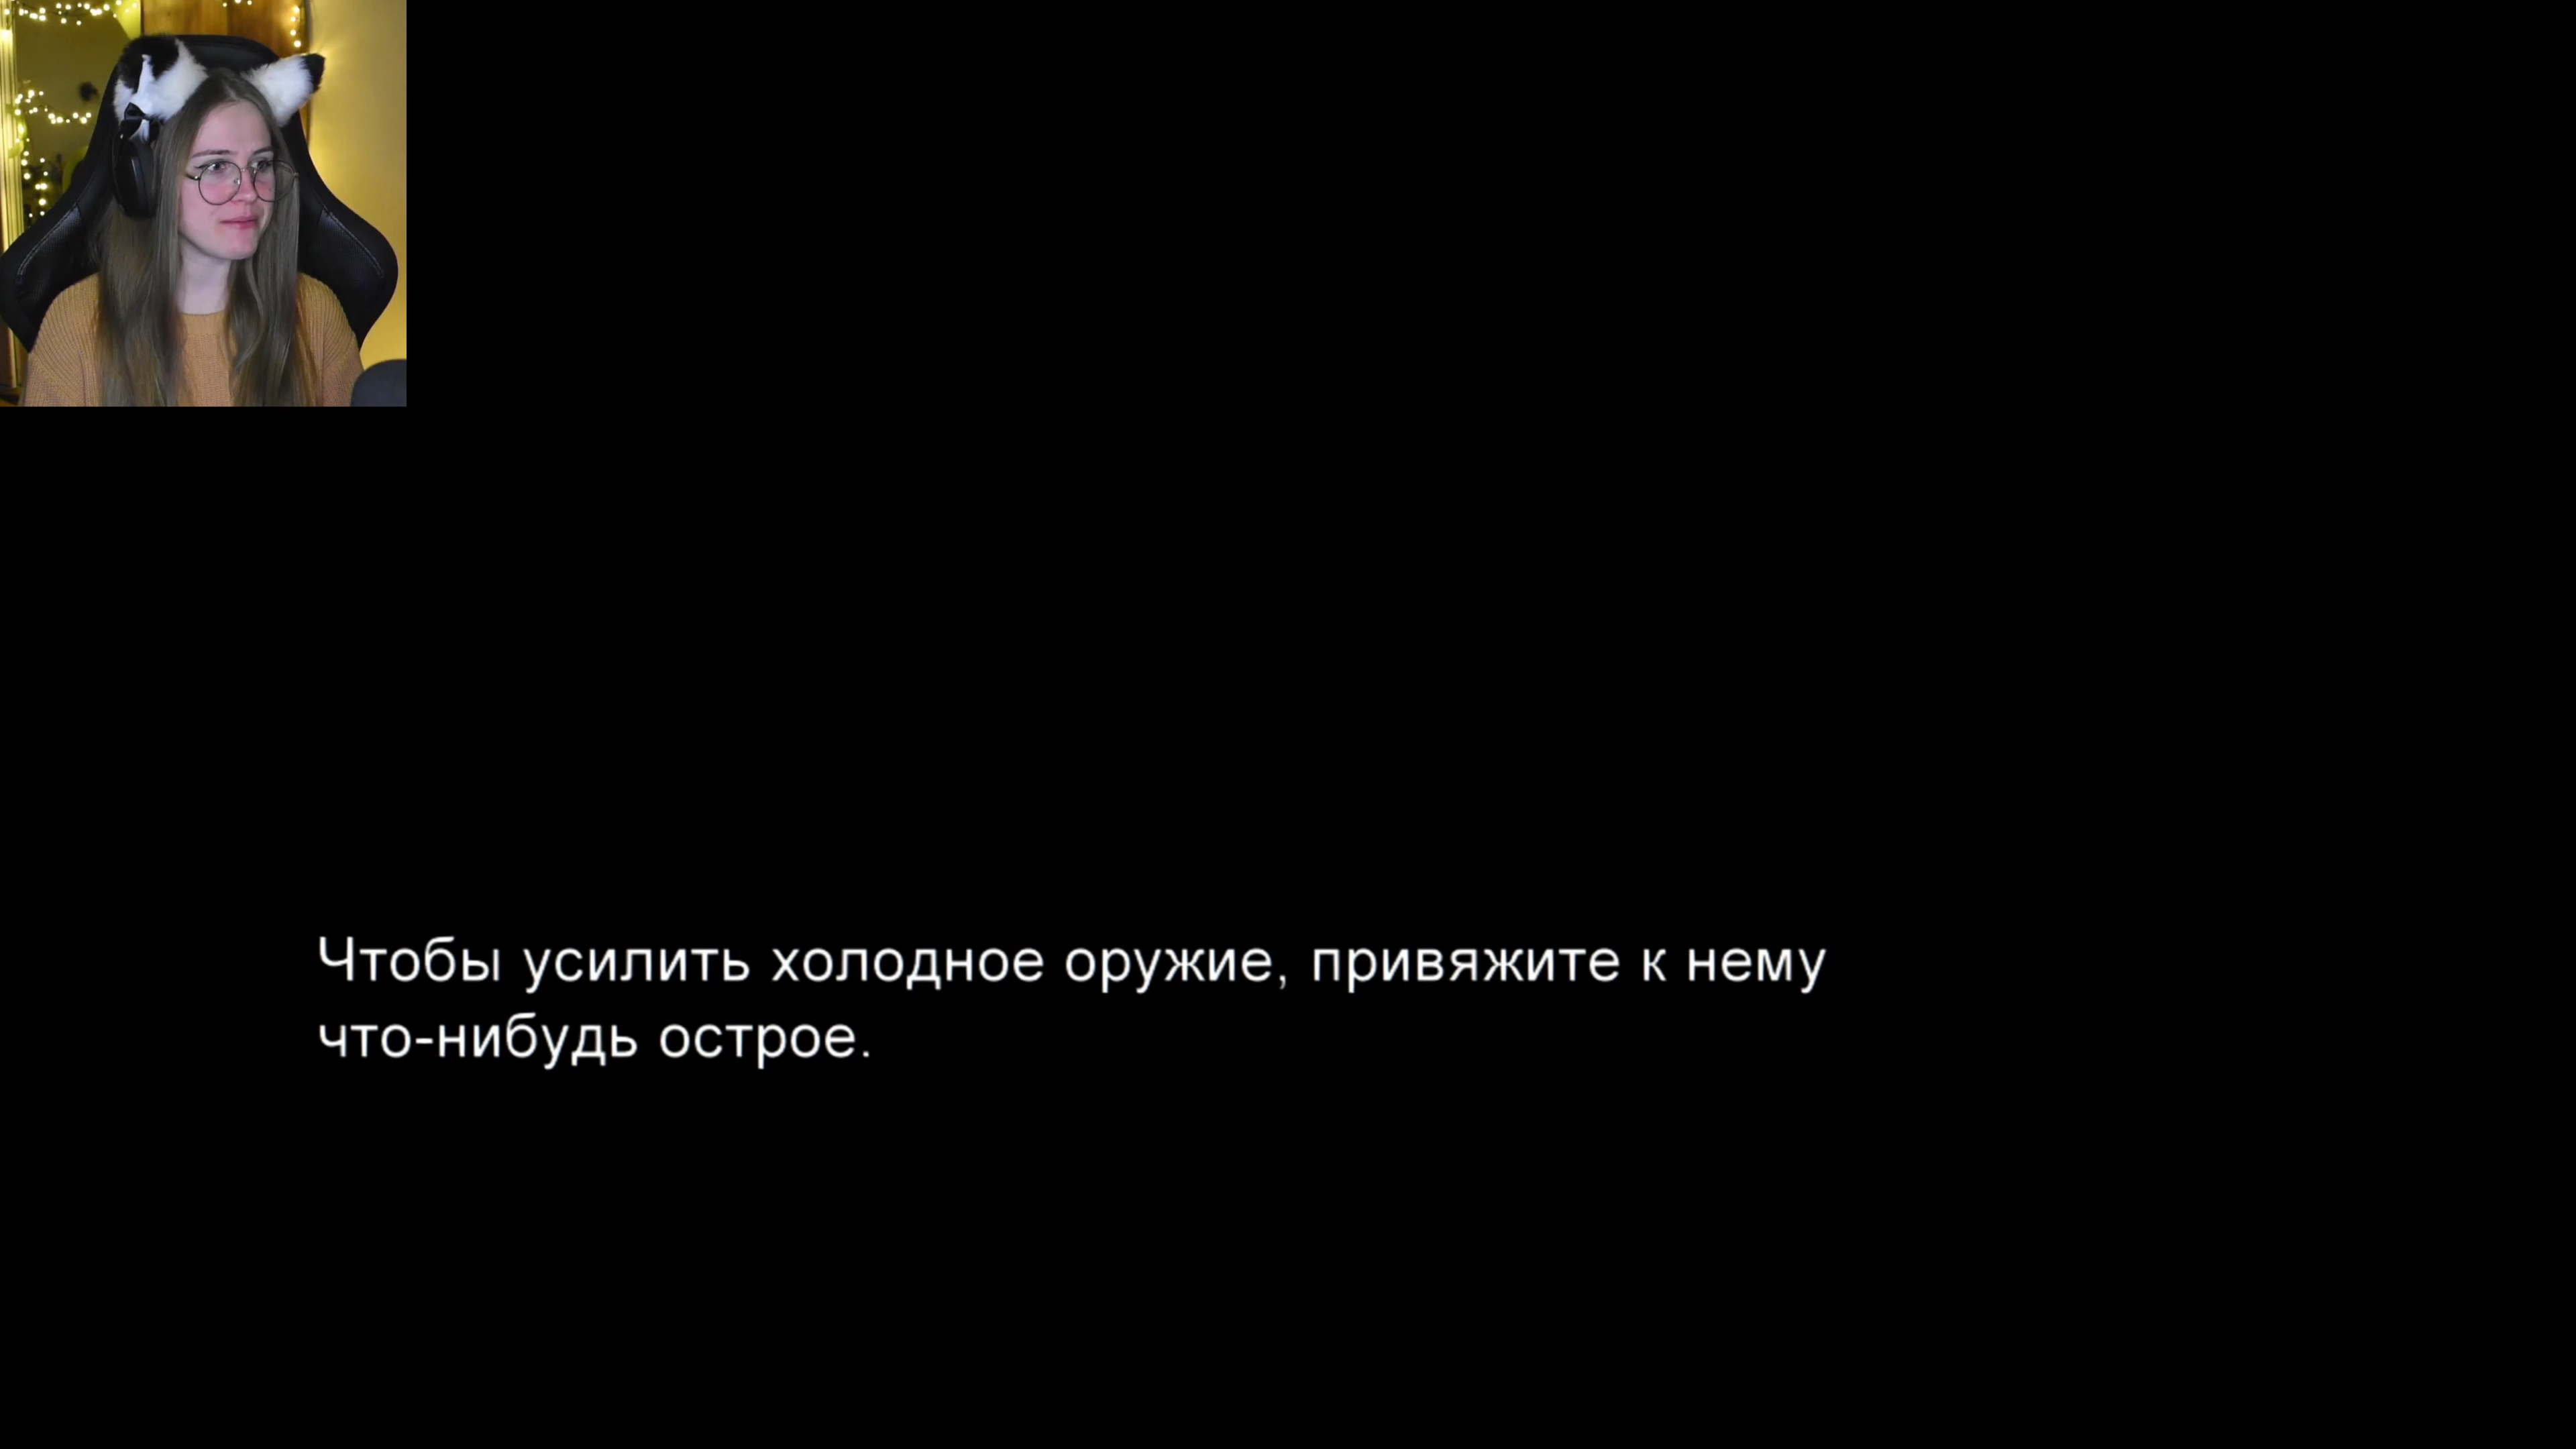 Чтобы усилить холодное оружие, привяжите к нему
что-нибудь острое.